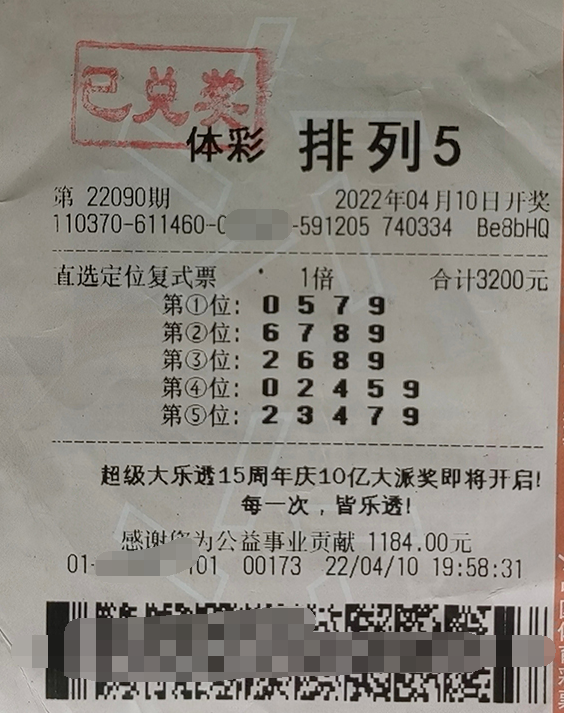 已兑奖
体彩 排列5
第 22090期 2022年04月10日开奖
110370-611460-0 -591205 740334 Be8bHQ
直选定位复式票 1倍 合计3200元
第①位: 0 5 7 9
第②位: 6 7 8 9
第③位: 2 6 8 9
第④位: 0 2 4 5 9
第⑤位: 2 3 4 7 9
超级大乐透15周年庆10亿大派奖即将开启!
每一次，皆乐透!
感谢您为公益事业贡献 1184.00元
01- 101 00173 22/04/10 19:58:31